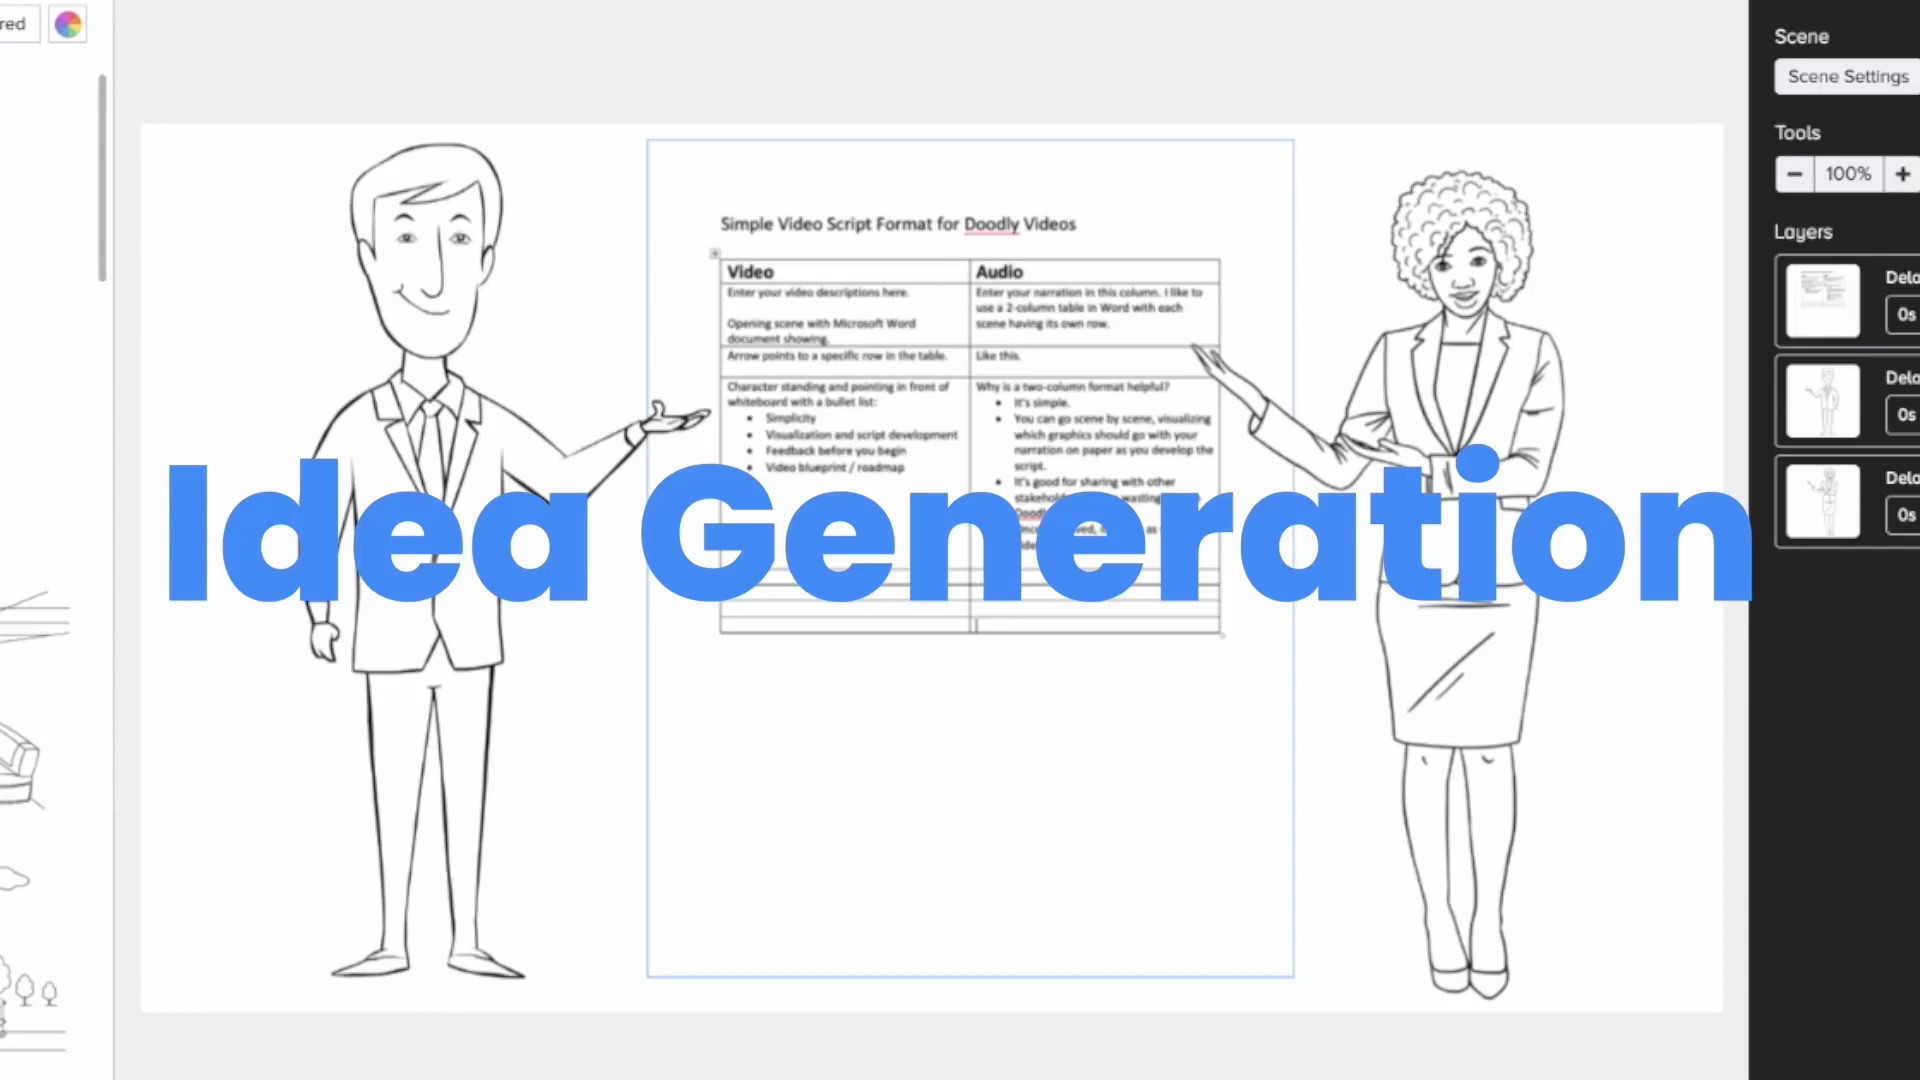 red
Scene
Scene Settings
Tools
100%
Layers
0s
0s
0s
Simple Video Script Format for Doodly Videos
Video
Audio
Enter your video descriptions here.
Opening scene with Microsoft Word
document showing.
Enter your narration in this column. I like to
use a 2-column table in Word with each
scene having its own row.
Arrow points to a specific row in the table.
Like this.
Character standing and pointing in front of
whiteboard with a bullet list:
Simplicity
Visualization and script development
Feedback before you begin
Video blueprint / roadmap
Why is a two-column format helpful?
It's simple.
You can go scene by scene, visualizing
which graphics should go with your
narration on paper as you develop the
script.
It's good for sharing with other
wasting
Idea Generation